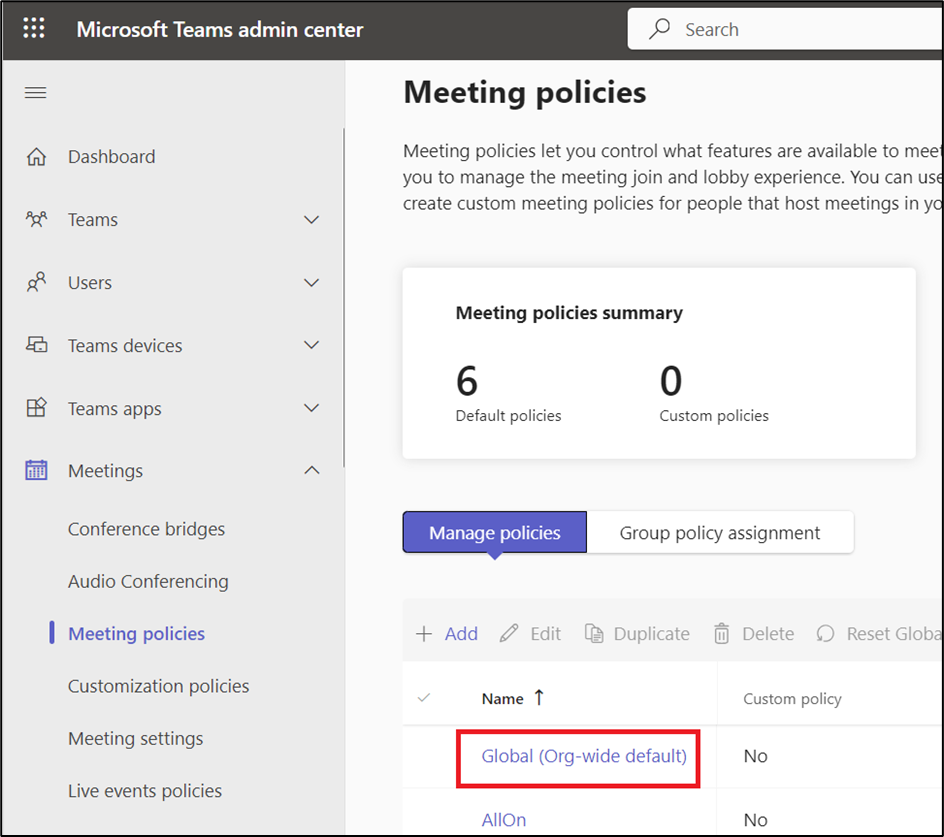 Microsoft Teams admin center
Search
Dashboard
Teams
Users
Teams devices
Teams apps
Meetings
Conference bridges
Audio Conferencing
Meeting policies
Customization policies
Meeting settings
Live events policies
Meeting policies
Meeting policies let you control what features are available to meet
you to manage the meeting join and lobby experience. You can use
create custom meeting policies for people that host meetings in yo
Meeting policies summary
6 0
Default policies Custom policies
Manage policies Group policy assignment
+ Add Edit Duplicate Delete Reset Globa
Name ↑ Custom policy
Global (Org-wide default) No
AllOn No